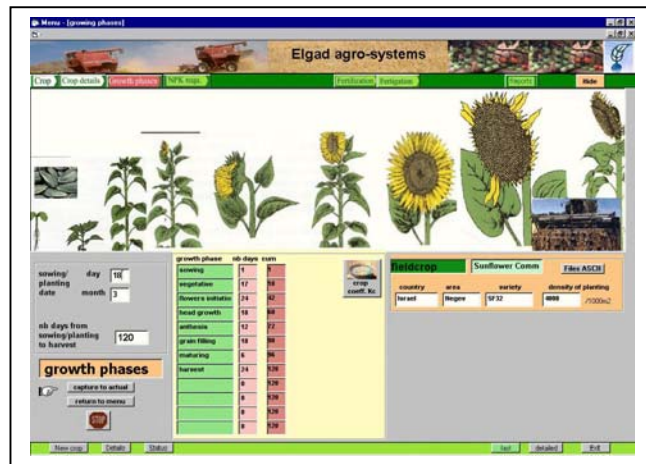 Menu - [growing phases]
Elgad agro-systems
Crop Crop details Growth phases NPK reqs. Fertilization Fertigation Reports Hide
sowing/ planting date day 18
month 3
nb days from sowing/planting to harvest 120
growth phases
capture to actual
return to menu
STOP
growth phase nb days cum
sowing 1 1
vegetative 17 18
flowers initiatio 24 42
head growth 18 60
anthesis 12 72
grain filling 18 90
maturing 6 96
harvest 24 120
0 120
0 120
0 120
0 120
crop coeff. Kc
fieldcrop Sunflower Comm Files ASCII
country area variety density of planting
Israel Negev SF32 4000 /1000m2
New crop Details Status last detailed Exit